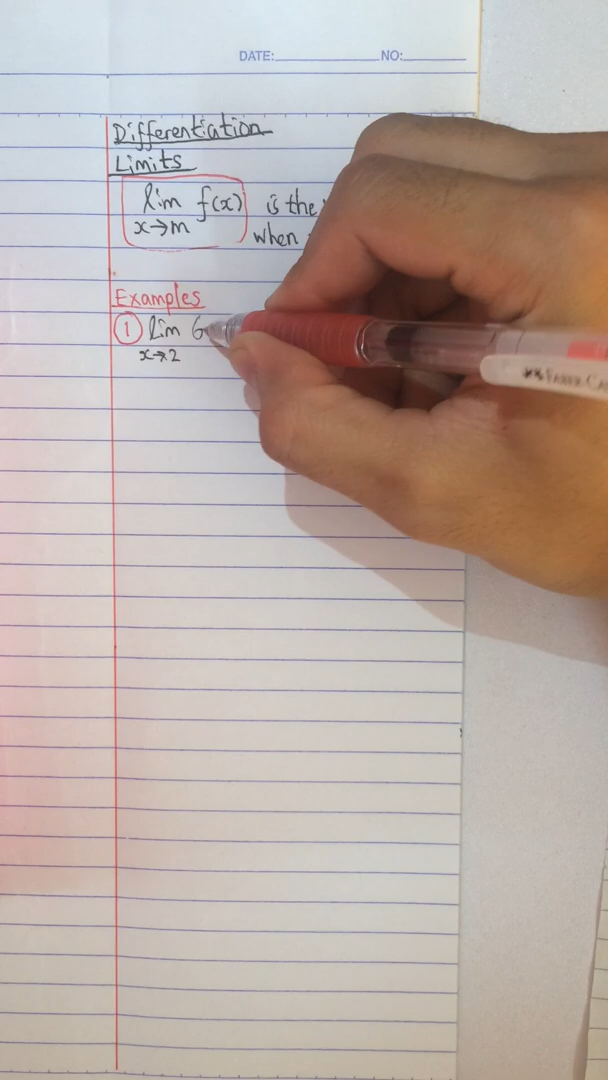 DATE: NO:
Differentiation
Limits
lim f(x) is the
x→m when
Examples
① lim 6
x→2
FABER-CA